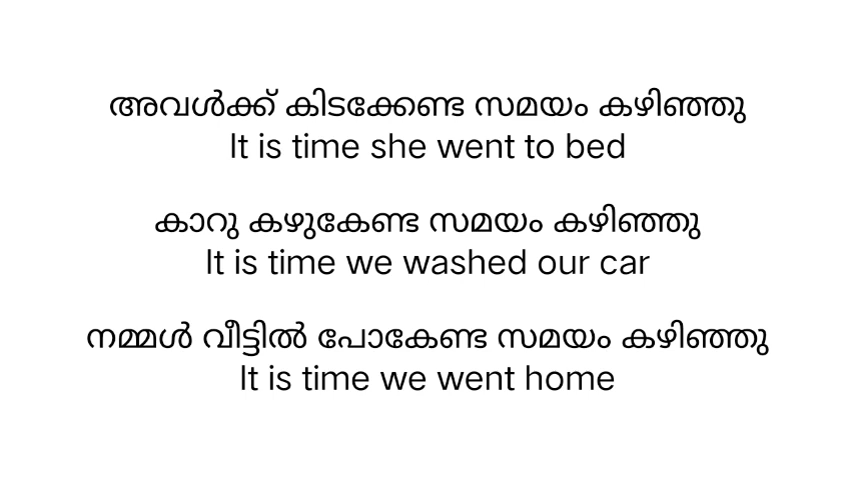 അവൾക്ക് കിടക്കേണ്ട സമയം കഴിഞ്ഞു
It is time she went to bed
കാറു കഴുകേണ്ട സമയം കഴിഞ്ഞു
It is time we washed our car
നമ്മൾ വീട്ടിൽ പോകേണ്ട സമയം കഴിഞ്ഞു
It is time we went home